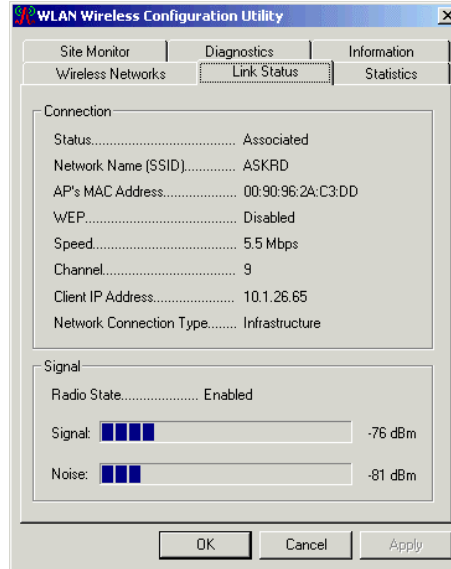 WLAN Wireless Configuration Utility
Site Monitor Diagnostics Information
Wireless Networks Link Status Statistics
Connection
Status................................ Associated
Network Name (SSID)....... ASKRD
AP's MAC Address................ 00:90:96:2A:C3:DD
WEP.................................. Disabled
Speed................................. 5.5 Mbps
Channel.............................. 9
Client IP Address...................... 10.1.26.65
Network Connection Type........ Infrastructure
Signal
Radio State.................... Enabled
Signal: -76 dBm
Noise: -81 dBm
OK Cancel Apply